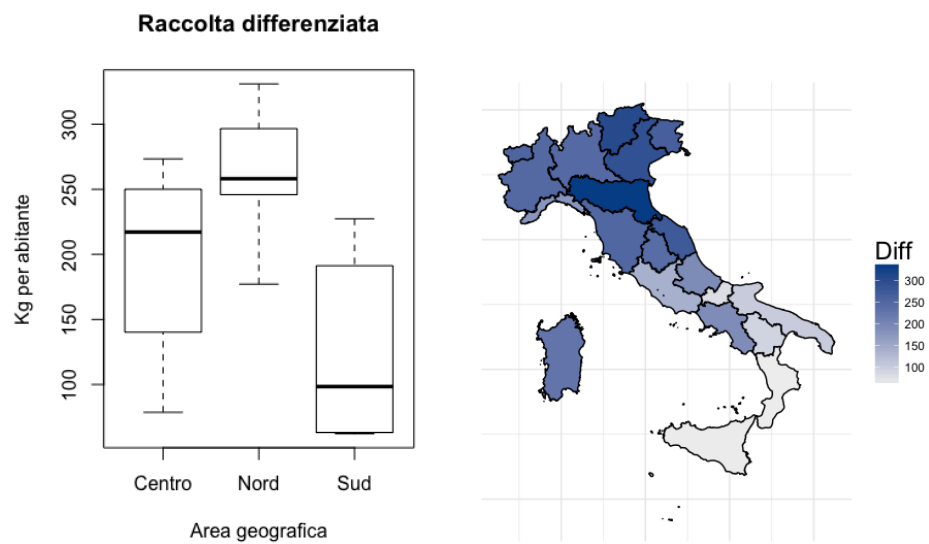 Raccolta differenziata
Kg per abitante
300
250
200
150
100
Centro
Nord
Sud
Area geografica
Diff
300
250
200
150
100